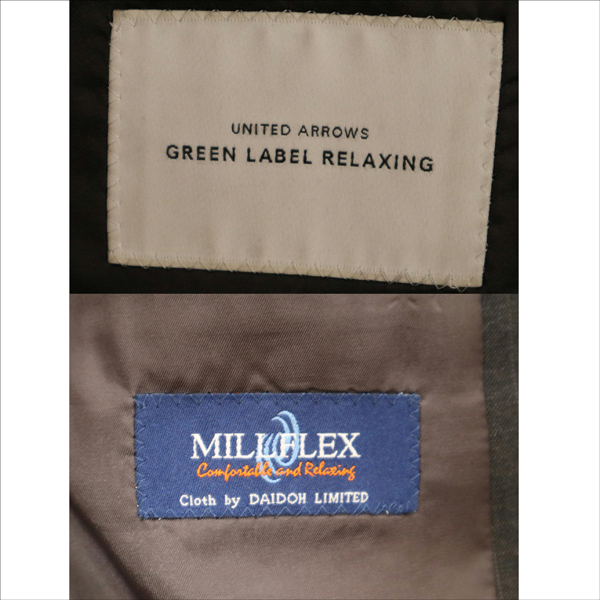 UNITED ARROWS
GREEN LABEL RELAXING
MILLFLEX
Comfortable and Relaxing
Cloth by DAIDOH LIMITED